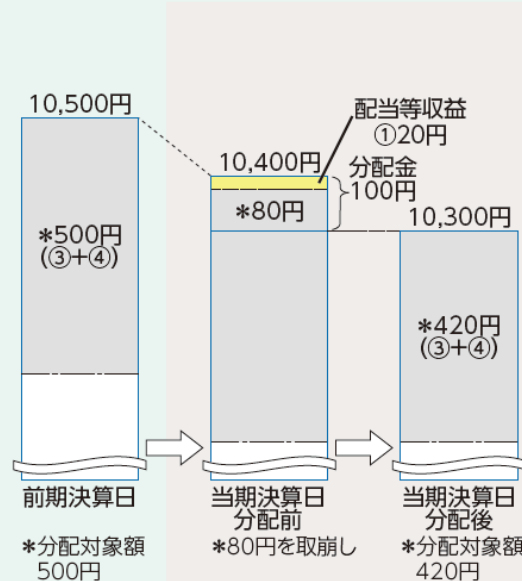 10,500円
配当等収益
①20円
10,400円
分配金
100円
*80円
10,300円
*500円
(③+④)
*420円
(③+④)
前期決算日
当期決算日
分配前
当期決算日
分配後
*分配対象額
500円
*80円を取崩し
*分配対象額
420円